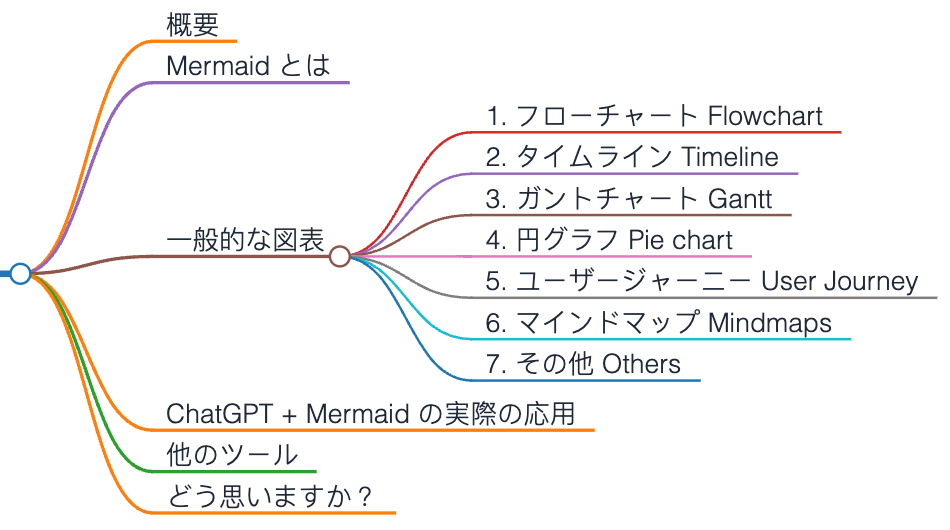 概要
Mermaid とは
一般的な図表
1. フローチャート Flowchart
2. タイムライン Timeline
3. ガントチャート Gantt
4. 円グラフ Pie chart
5. ユーザージャーニー User Journey
6. マインドマップ Mindmaps
7. その他 Others
ChatGPT + Mermaid の実際の応用
他のツール
どう思いますか？